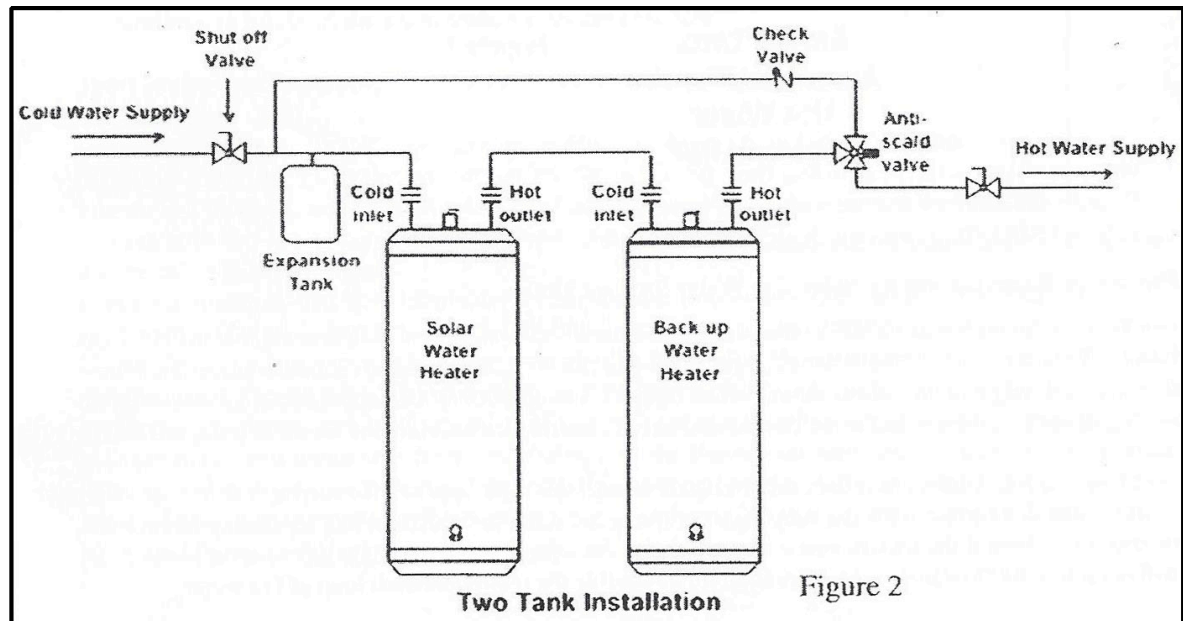 Shut off
Valve
Check
Valve
Cold Water Supply
Anti-
scald
valve
Hot Water Supply
Cold
inlet
Hot
outlet
Cold
inlet
Hot
outlet
Expansion
Tank
Solar
Water
Heater
Back up
Water
Heater
Two Tank Installation
Figure 2